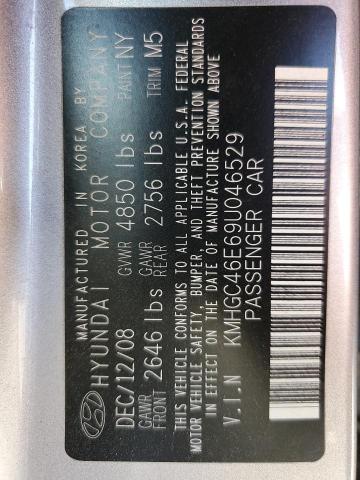 MANUFACTURED IN KOREA BY
HYUNDAI MOTOR COMPANY
DEC/12/08 GVWR 4850 lbs PAINT NY
GAWR FRONT 2646 lbs GAWR REAR 2756 lbs TRIM M5
THIS VEHICLE CONFORMS TO ALL APPLICABLE U.S.A. FEDERAL
MOTOR VEHICLE SAFETY, BUMPER, AND THEFT PREVENTION STANDARDS
IN EFFECT ON THE DATE OF MANUFACTURE SHOWN ABOVE
V.I.N KMHGC46E69U046529
PASSENGER CAR